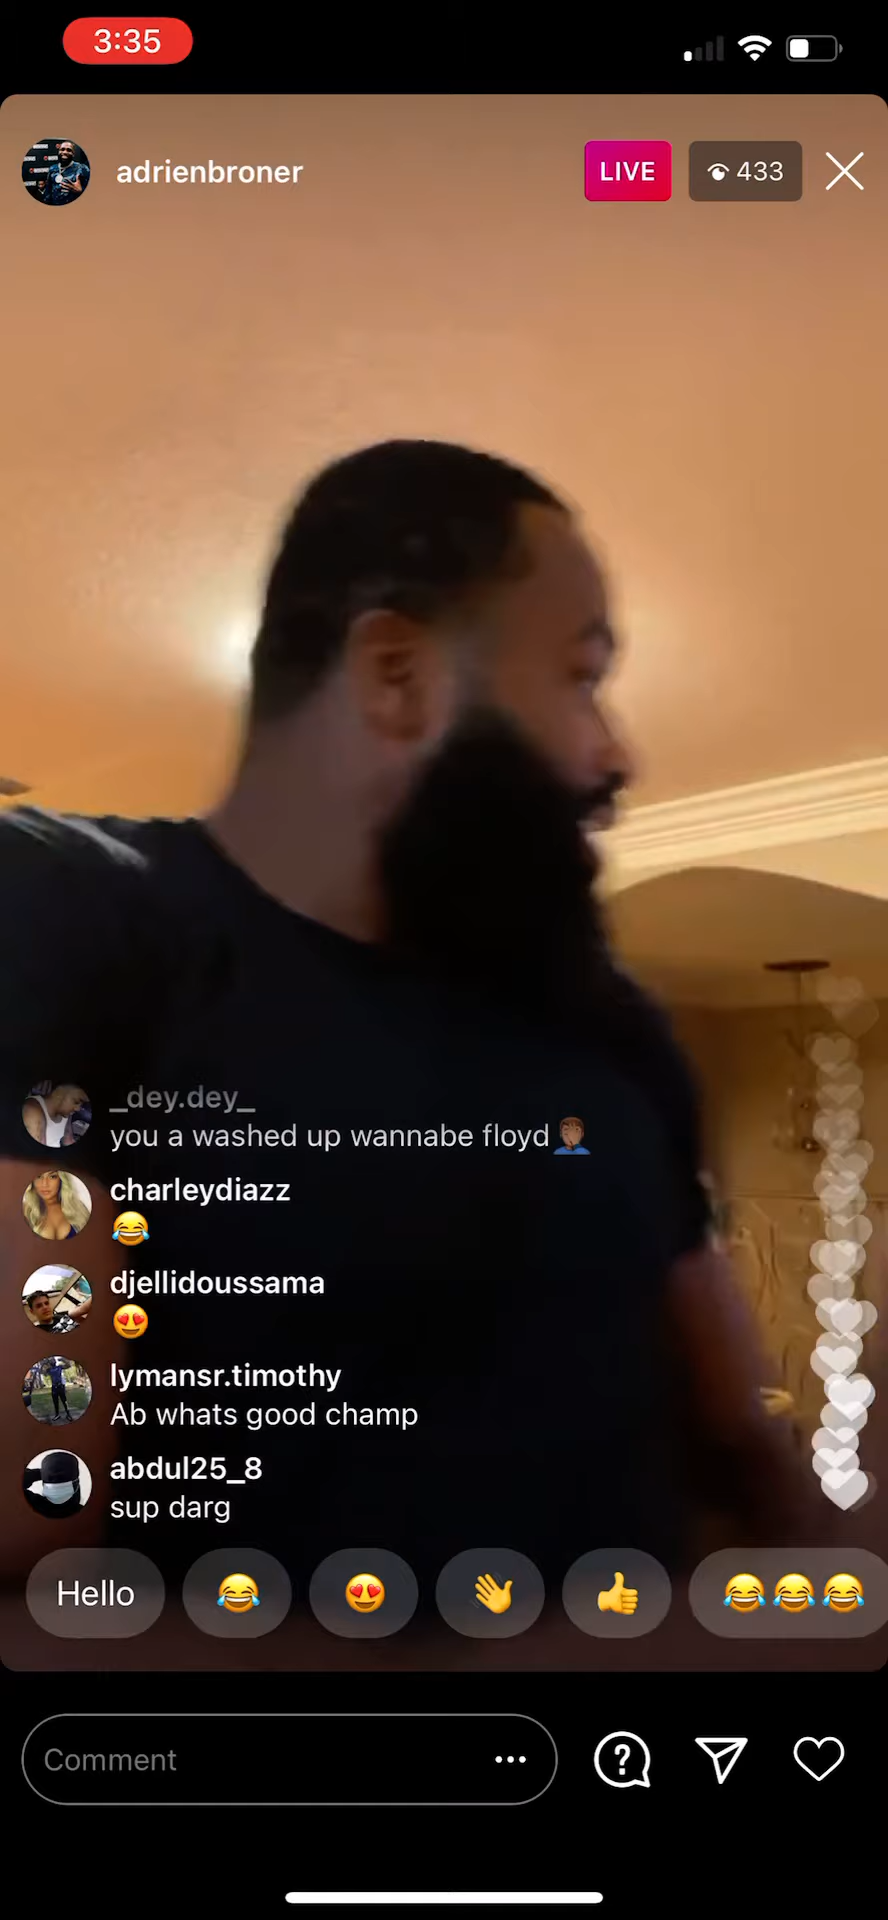 3:35
adrienbroner LIVE 433
_dey.dey_
you a washed up wannabe floyd🤦🏽‍♂️
charleydiazz
😂
djellidoussama
😍
lymansr.timothy
Ab whats good champ
abdul25_8
sup darg
Hello 😂 😍 👋 👍 😂😂😂
Comment